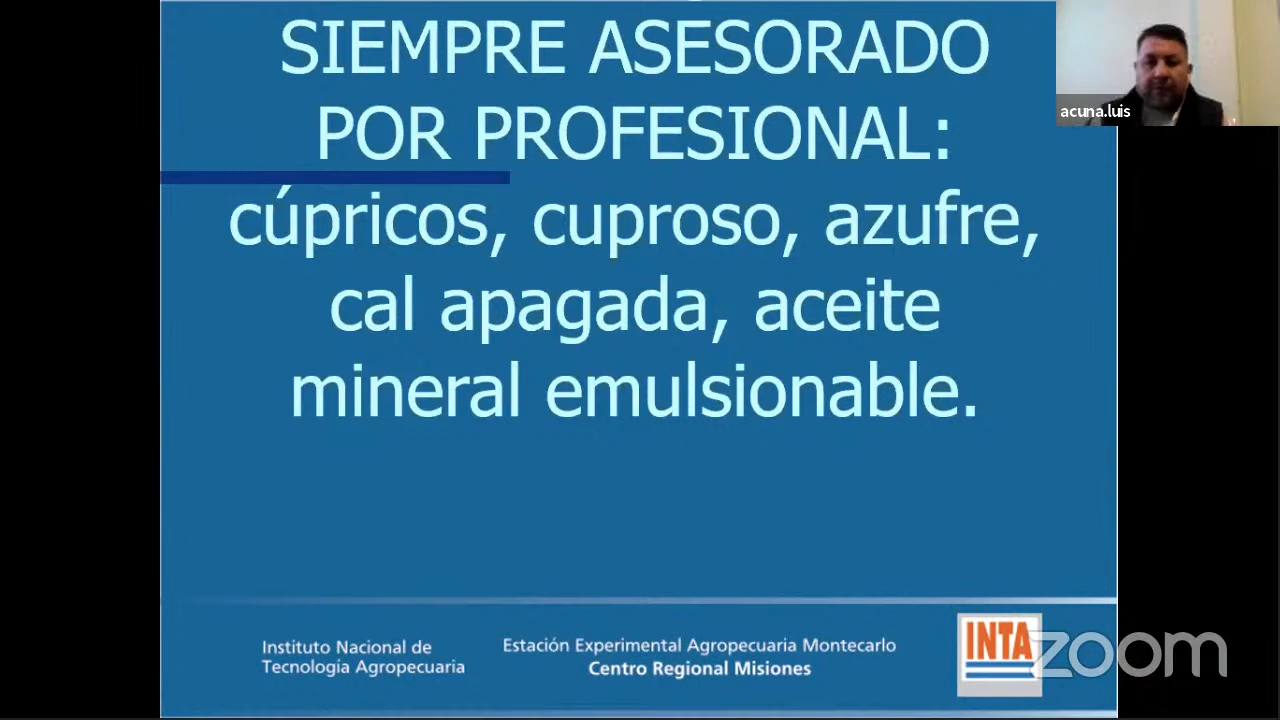 SIEMPRE ASESORADO
POR PROFESIONAL:
cúpricos, cuproso, azufre,
cal apagada, aceite
mineral emulsionable.
acuna.luis
Instituto Nacional de
Tecnología Agropecuaria
Estación Experimental Agropecuaria Montecarlo
Centro Regional Misiones
INTA
zoom